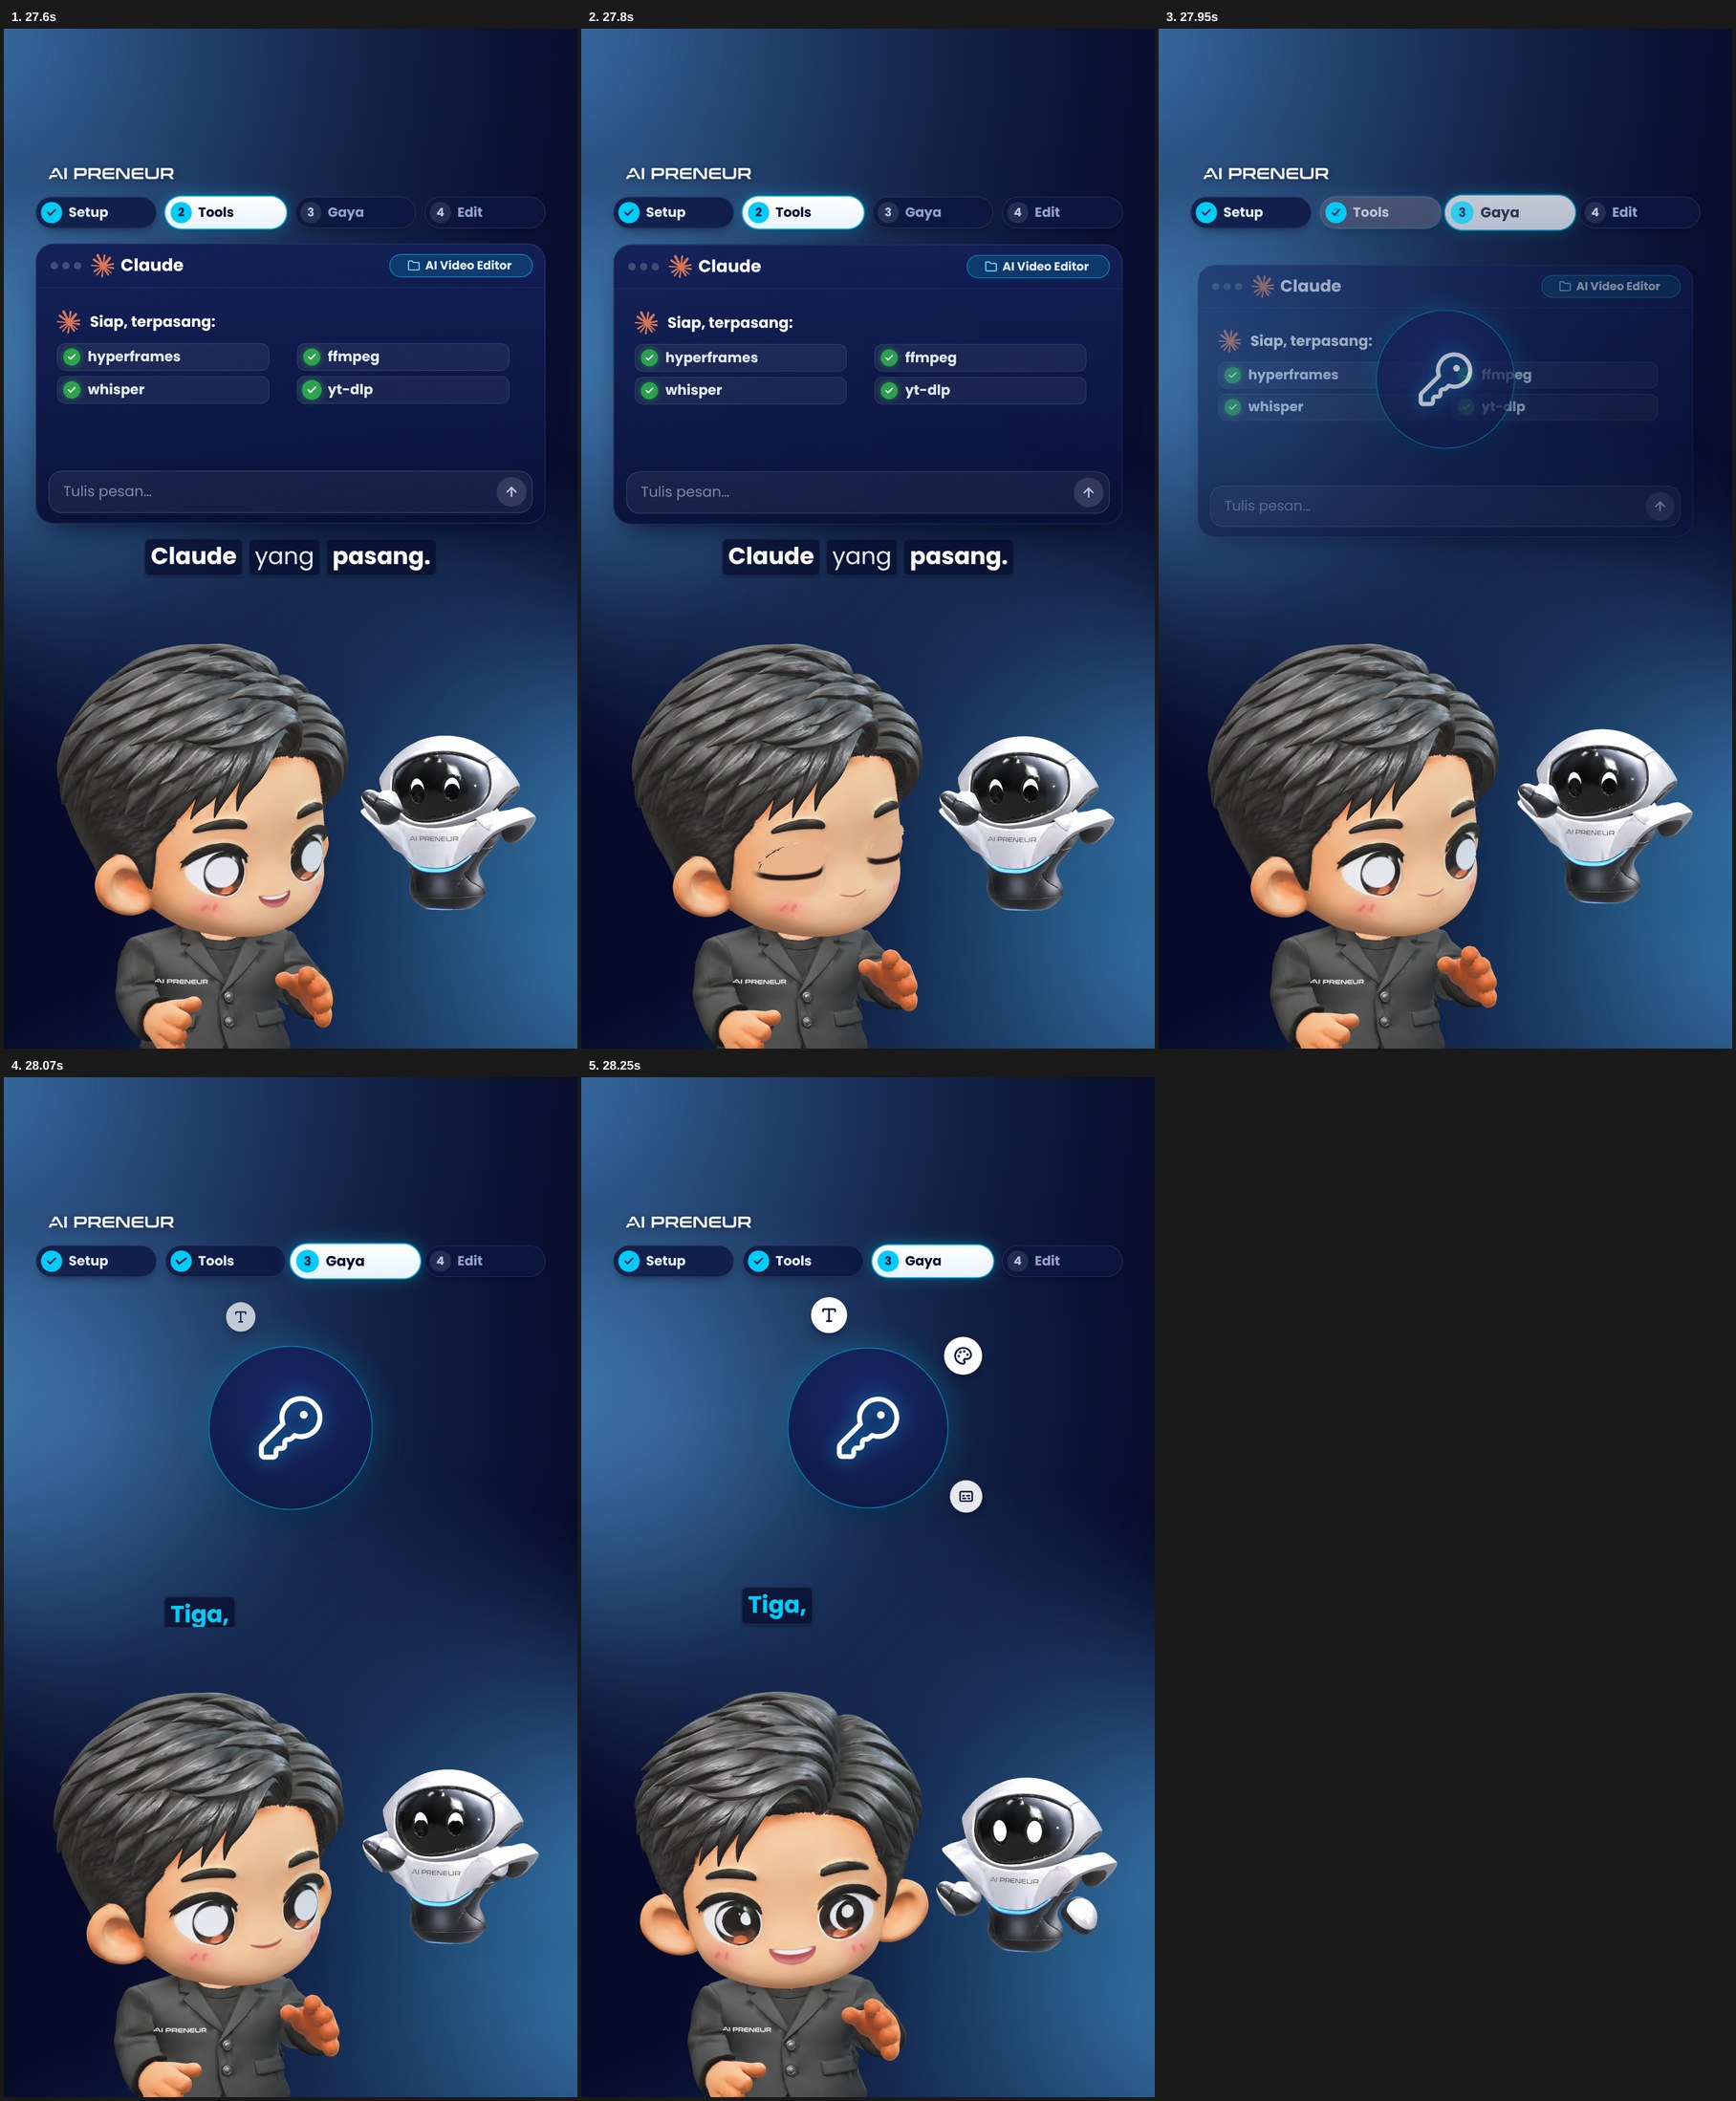 1. 27.6s
AI PRENEUR
Setup
2 Tools
3 Gaya
4 Edit
Claude
AI Video Editor
Siap, terpasang:
hyperframes
ffmpeg
whisper
yt-dlp
Tulis pesan...
Claude yang pasang.
AI PRENEUR
AI PRENEUR
2. 27.8s
AI PRENEUR
Setup
2 Tools
3 Gaya
4 Edit
Claude
AI Video Editor
Siap, terpasang:
hyperframes
ffmpeg
whisper
yt-dlp
Tulis pesan...
Claude yang pasang.
AI PRENEUR
AI PRENEUR
3. 27.95s
AI PRENEUR
Setup
Tools
3 Gaya
4 Edit
Claude
AI Video Editor
Siap, terpasang:
hyperframes
ffmpeg
whisper
yt-dlp
Tulis pesan...
AI PRENEUR
AI PRENEUR
4. 28.07s
AI PRENEUR
Setup
Tools
3 Gaya
4 Edit
T
Tiga,
AI PRENEUR
AI PRENEUR
5. 28.25s
AI PRENEUR
Setup
Tools
3 Gaya
4 Edit
T
Tiga,
AI PRENEUR
AI PRENEUR